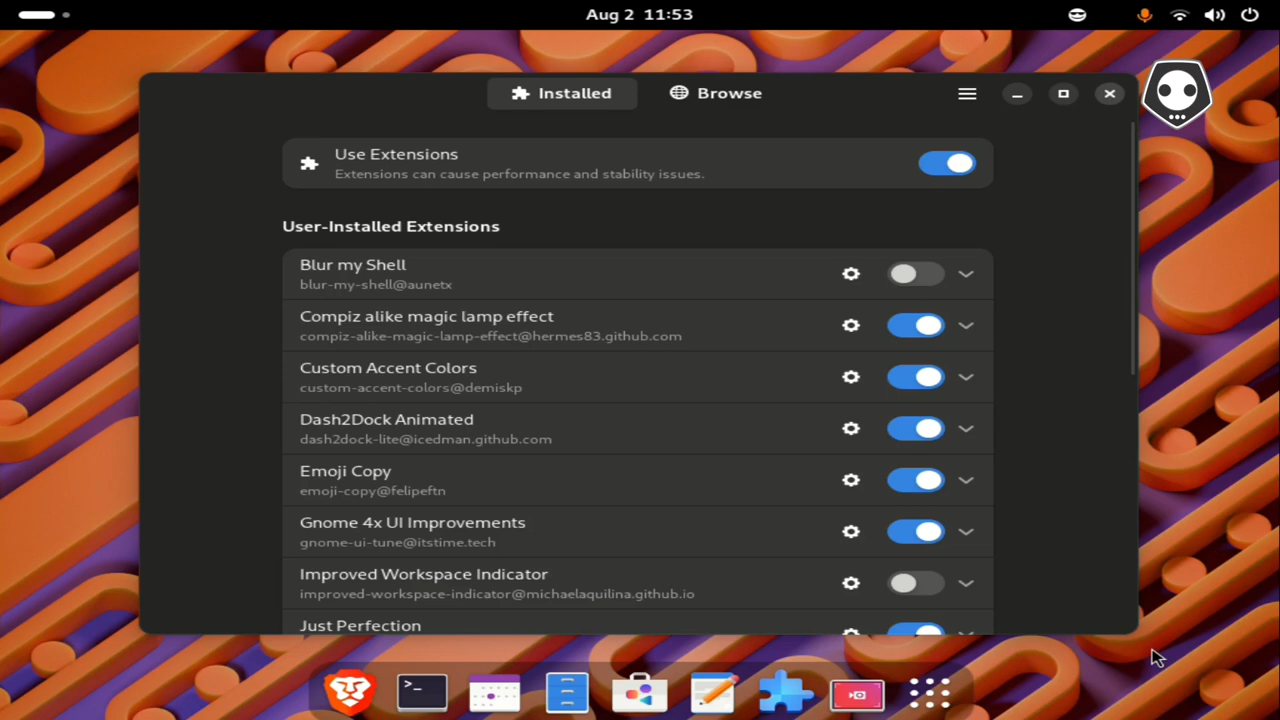 Aug 2 11:53
Installed
Browse
Use Extensions
Extensions can cause performance and stability issues.
User-Installed Extensions
Blur my Shell
blur-my-shell@aunetx
Compiz alike magic lamp effect
compiz-alike-magic-lamp-effect@hermes83.github.com
Custom Accent Colors
custom-accent-colors@demiskp
Dash2Dock Animated
dash2dock-lite@icedman.github.com
Emoji Copy
emoji-copy@felipeftn
Gnome 4x UI Improvements
gnome-ui-tune@itstime.tech
Improved Workspace Indicator
improved-workspace-indicator@michaelaquilina.github.io
Just Perfection
>_